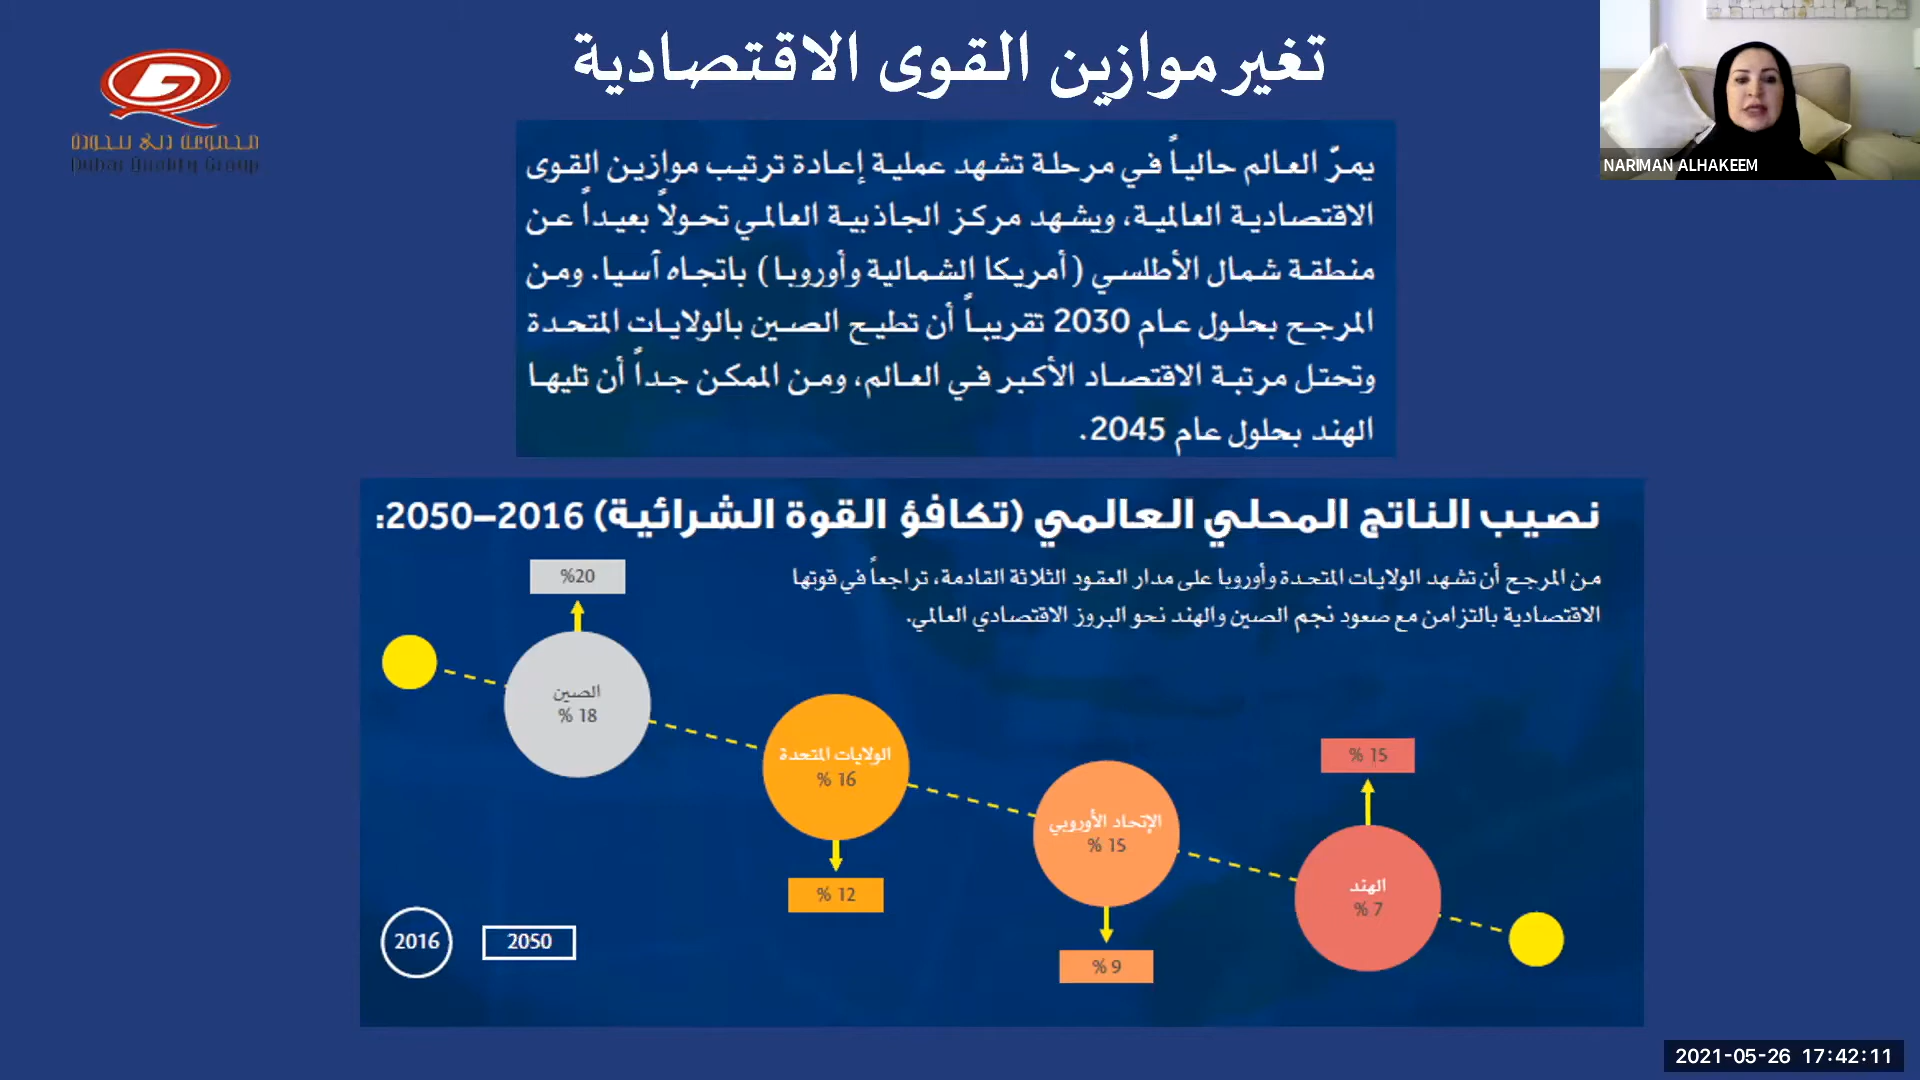 تغير موازين القوى الاقتصادية
مجموعة دبي للجودة
Dubai Quality Group
NARIMAN ALHAKEEM
يمرّ العالم حالياً في مرحلة تشهد عملية إعادة ترتيب موازين القوى
الاقتصادية العالمية، ويشهد مركز الجاذبية العالمي تحولاً بعيداً عن
منطقة شمال الأطلسي (أمريكا الشمالية وأوروبا) باتجاه آسيا. ومن
المرجح بحلول عام 2030 تقريباً أن تطيح الصين بالولايات المتحدة
وتحتل مرتبة الاقتصاد الأكبر في العالم، ومن الممكن جداً أن تليها
الهند بحلول عام 2045.
نصيب الناتج المحلي العالمي (تكافؤ القوة الشرائية) 2016–2050:
من المرجح أن تشهد الولايات المتحدة وأوروبا على مدار العقود الثلاثة القادمة، تراجعاً في قوتها
الاقتصادية بالتزامن مع صعود نجم الصين والهند نحو البروز الاقتصادي العالمي.
%20
الصين
% 18
الولايات المتحدة
% 16
% 12
الإتحاد الأوروبي
% 15
% 9
% 15
الهند
% 7
2016
2050
2021-05-26 17:42:11